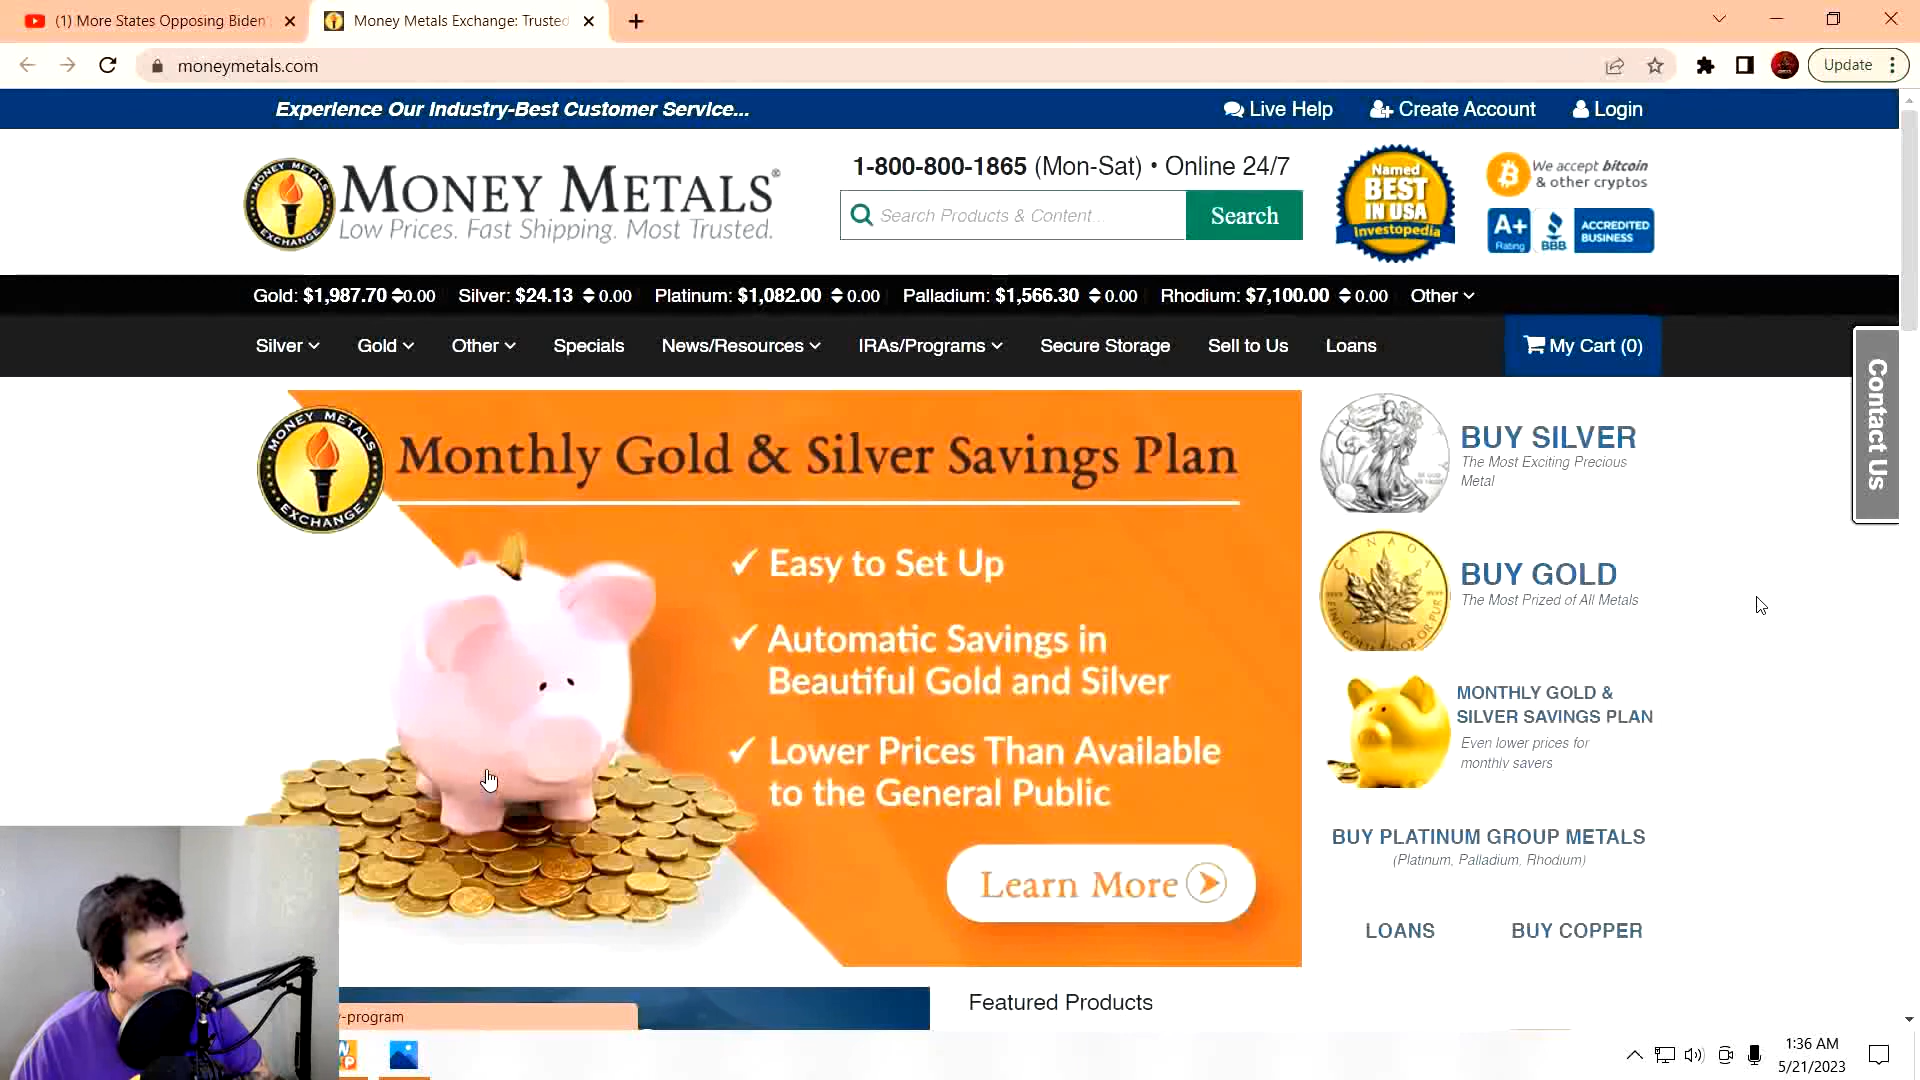 (1) More States Opposing Biden'
Money Metals Exchange: Trusted
moneymetals.com
Update
Experience Our Industry-Best Customer Service...
Live Help
Create Account
Login
MONEY METALS
EXCHANGE
MONEY METALS®
Low Prices. Fast Shipping. Most Trusted.
1-800-800-1865 (Mon-Sat) • Online 24/7
Search Products & Content...
Search
Named
BEST
IN USA
Investopedia
We accept bitcoin
& other cryptos
A+
Rating
BBB
ACCREDITED
BUSINESS
Gold: $1,987.70 0.00 Silver: $24.13 0.00 Platinum: $1,082.00 0.00 Palladium: $1,566.30 0.00 Rhodium: $7,100.00 0.00 Other
Silver Gold Other Specials News/Resources IRAs/Programs Secure Storage Sell to Us Loans My Cart (0)
Contact Us
MONEY METALS
EXCHANGE
Monthly Gold & Silver Savings Plan
✓ Easy to Set Up
✓ Automatic Savings in
Beautiful Gold and Silver
✓ Lower Prices Than Available
to the General Public
Learn More
BUY SILVER
The Most Exciting Precious
Metal
CANADA
BUY GOLD
The Most Prized of All Metals
MONTHLY GOLD &
SILVER SAVINGS PLAN
Even lower prices for
monthly savers
BUY PLATINUM GROUP METALS
(Platinum, Palladium, Rhodium)
LOANS
BUY COPPER
Featured Products
-program
1:36 AM
5/21/2023